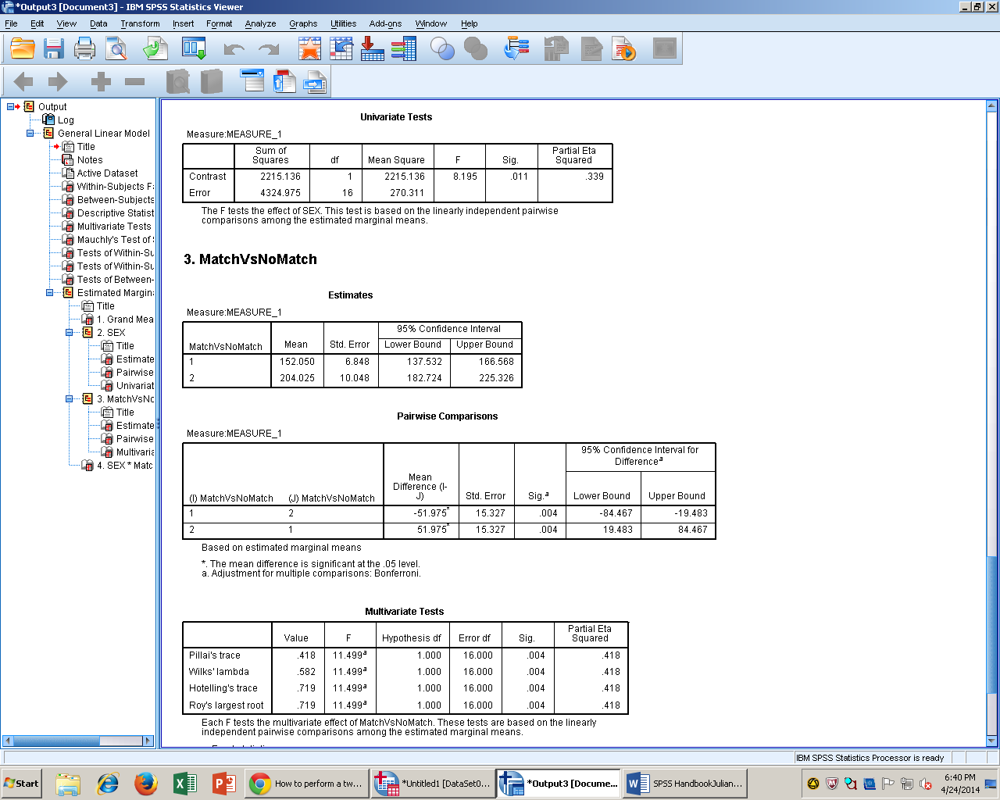 *Output3 [Document3] - IBM SPSS Statistics Viewer
File Edit View Data Transform Insert Format Analyze Graphs Utilities Add-ons Window Help
Output
Log
General Linear Model
Title
Notes
Active Dataset
Within-Subjects Fa
Between-Subjects
Descriptive Statist
Multivariate Tests
Mauchly's Test of S
Tests of Within-Su
Tests of Within-Su
Tests of Between-
Estimated Margina
Title
1. Grand Mea
2. SEX
Title
Estimate
Pairwise
Univariat
3. MatchVsNo
Title
Estimate
Pairwise
Multivaria
4. SEX * Matc
Univariate Tests
Measure:MEASURE_1
Sum of Squares df Mean Square F Sig. Partial Eta Squared
Contrast 2215.136 1 2215.136 8.195 .011 .339
Error 4324.975 16 270.311
The F tests the effect of SEX. This test is based on the linearly independent pairwise
comparisons among the estimated marginal means.
3. MatchVsNoMatch
Estimates
Measure:MEASURE_1
95% Confidence Interval
MatchVsNoMatch Mean Std. Error Lower Bound Upper Bound
1 152.050 6.848 137.532 166.568
2 204.025 10.048 182.724 225.326
Pairwise Comparisons
Measure:MEASURE_1
95% Confidence Interval for Difference a
(I) MatchVsNoMatch (J) MatchVsNoMatch Mean Difference (I-J) Std. Error Sig.a Lower Bound Upper Bound
1 2 -51.975* 15.327 .004 -84.467 -19.483
2 1 51.975* 15.327 .004 19.483 84.467
Based on estimated marginal means
*. The mean difference is significant at the .05 level.
a. Adjustment for multiple comparisons: Bonferroni.
Multivariate Tests
Value F Hypothesis df Error df Sig. Partial Eta Squared
Pillai's trace .418 11.499a 1.000 16.000 .004 .418
Wilks' lambda .582 11.499a 1.000 16.000 .004 .418
Hotelling's trace .719 11.499a 1.000 16.000 .004 .418
Roy's largest root .719 11.499a 1.000 16.000 .004 .418
Each F tests the multivariate effect of MatchVsNoMatch. These tests are based on the linearly
independent pairwise comparisons among the estimated marginal means.
IBM SPSS Statistics Processor is ready
Start
How to perform a tw...
*Untitled1 [DataSet0...
*Output3 [Docume...
SPSS HandbookJulian...
6:40 PM
4/24/2014